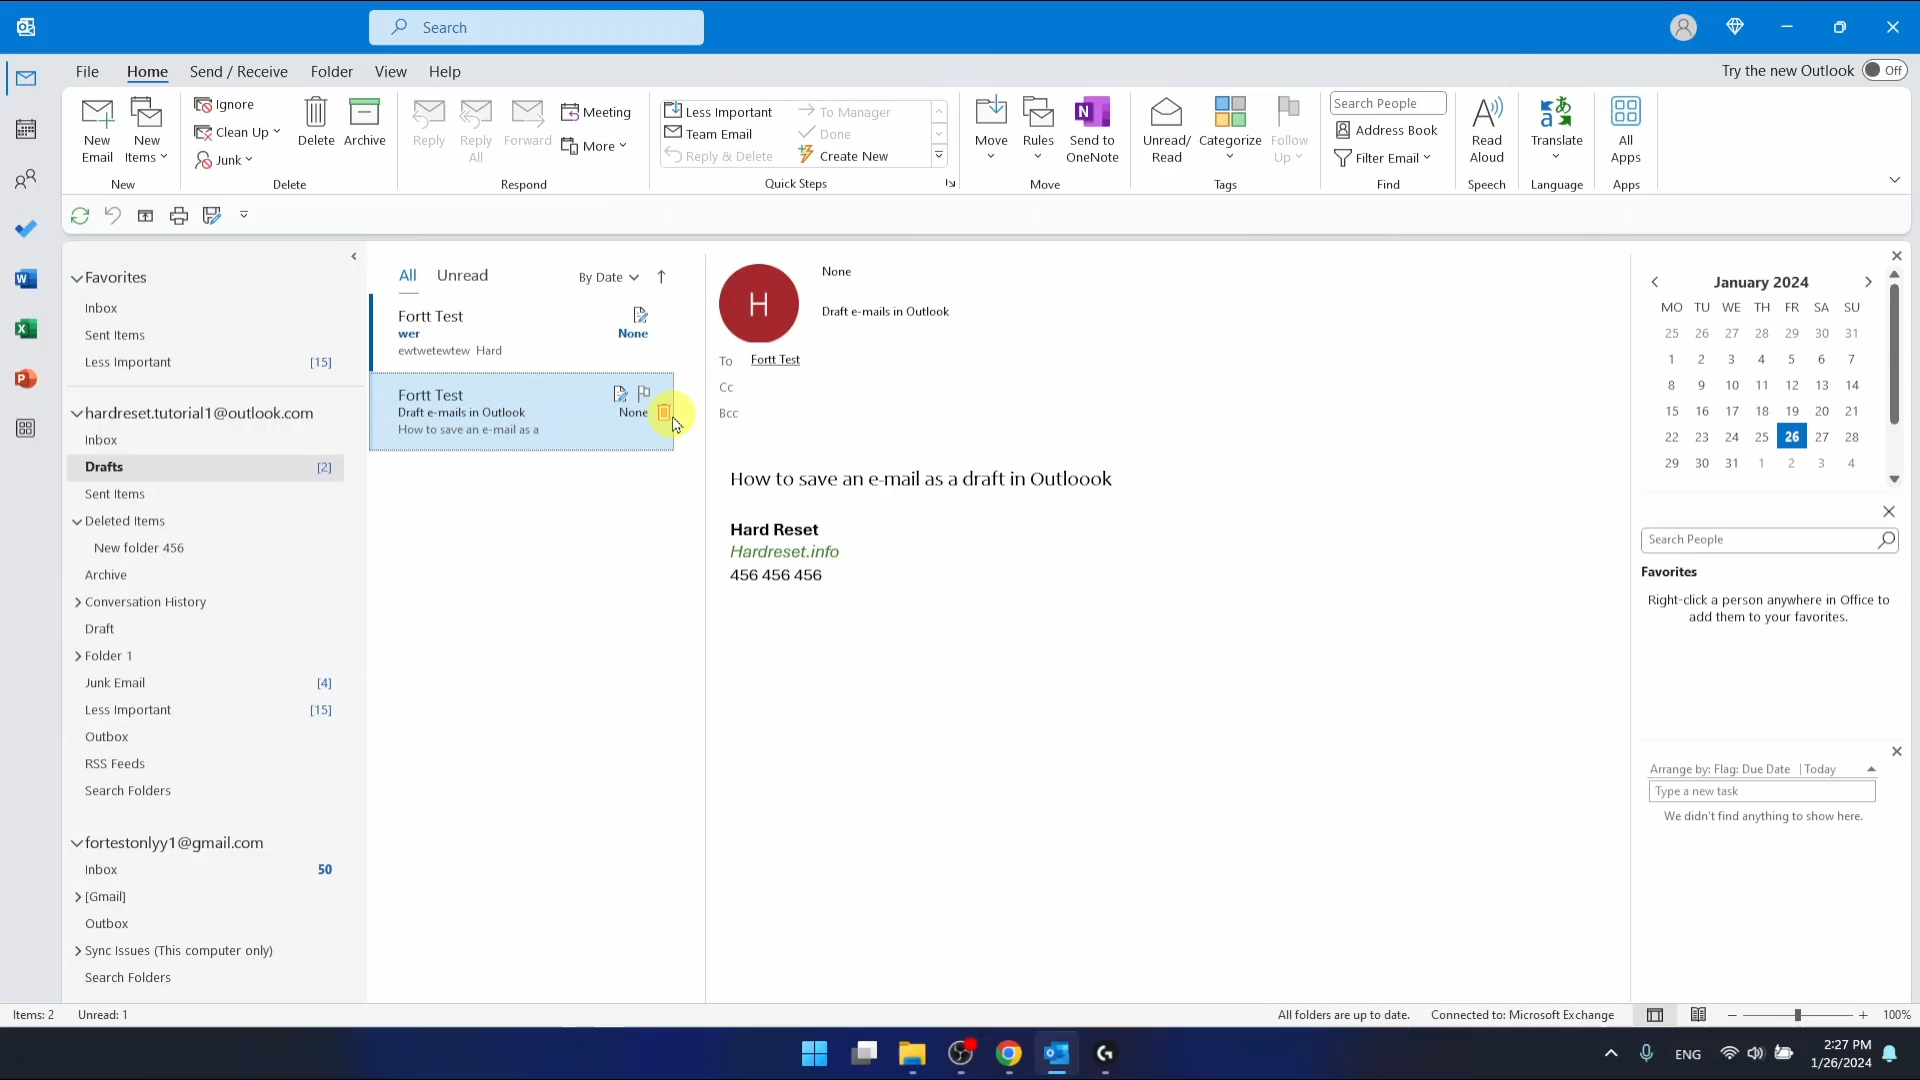 Search
File Home Send / Receive Folder View Help
Try the new Outlook Off
New Email
New Items
Ignore
Clean Up
Junk
Delete
Archive
Reply
Reply All
Forward
Meeting
More
Less Important
Team Email
Reply & Delete
To Manager
Done
Create New
Move
Rules
Send to OneNote
Unread/ Read
Categorize
Follow Up
Search People
Address Book
Filter Email
Read Aloud
Translate
All Apps
New
Delete
Respond
Quick Steps
Move
Tags
Find
Speech
Language
Apps
Favorites
Inbox
Sent Items
Less Important [15]
hardreset.tutorial1@outlook.com
Inbox
Drafts [2]
Sent Items
Deleted Items
New folder 456
Archive
Conversation History
Draft
Folder 1
Junk Email [4]
Less Important [15]
Outbox
RSS Feeds
Search Folders
fortestonlyy1@gmail.com
Inbox 50
[Gmail]
Outbox
Sync Issues (This computer only)
Search Folders
All Unread By Date
Fortt Test
wer None
ewtwetewtew Hard
Fortt Test
Draft e-mails in Outlook None
How to save an e-mail as a
H
None
Draft e-mails in Outlook
To Fortt Test
Cc
Bcc
How to save an e-mail as a draft in Outloook
Hard Reset
Hardreset.info
456 456 456
January 2024
MO TU WE TH FR SA SU
25 26 27 28 29 30 31
1 2 3 4 5 6 7
8 9 10 11 12 13 14
15 16 17 18 19 20 21
22 23 24 25 26 27 28
29 30 31 1 2 3 4
Search People
Favorites
Right-click a person anywhere in Office to
add them to your favorites.
Arrange by: Flag: Due Date Today
Type a new task
We didn't find anything to show here.
Items: 2 Unread: 1
All folders are up to date. Connected to: Microsoft Exchange 100%
ENG
2:27 PM
1/26/2024